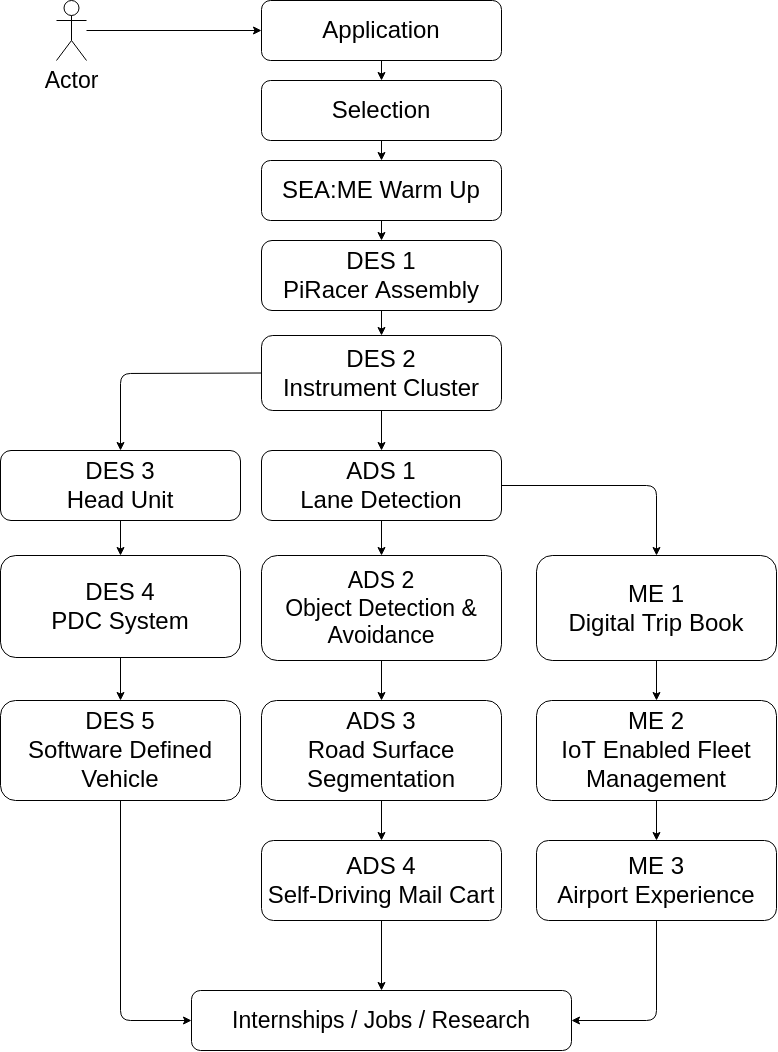 Actor
Application
Selection
SEA:ME Warm Up
DES 1
PiRacer Assembly
DES 2
Instrument Cluster
DES 3
Head Unit
ADS 1
Lane Detection
DES 4
PDC System
ADS 2
Object Detection &
Avoidance
ME 1
Digital Trip Book
DES 5
Software Defined
Vehicle
ADS 3
Road Surface
Segmentation
ME 2
IoT Enabled Fleet
Management
ADS 4
Self-Driving Mail Cart
ME 3
Airport Experience
Internships / Jobs / Research